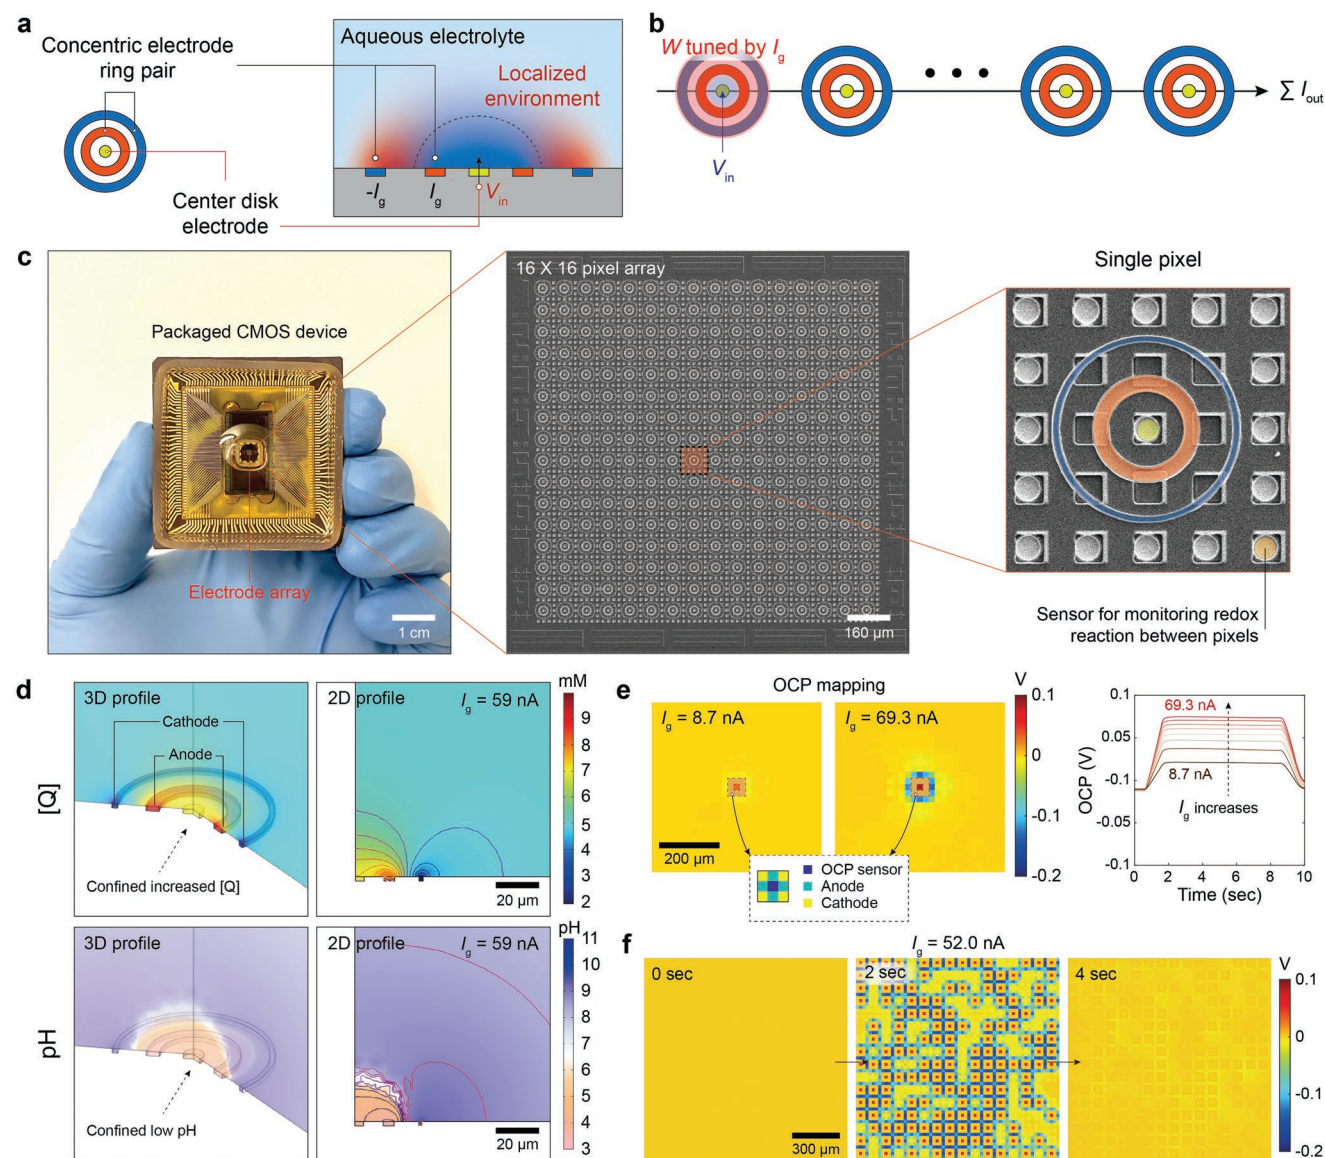 a
Concentric electrode
ring pair
Center disk
electrode
Aqueous electrolyte
Localized
environment
-Ig
Ig
Vin
b
W tuned by Ig
Vin
∑ Iout
c
Packaged CMOS device
Electrode array
1 cm
16 X 16 pixel array
160 µm
Single pixel
Sensor for monitoring redox
reaction between pixels
d
[Q]
3D profile
Cathode
Anode
Confined increased [Q]
2D profile
Ig = 59 nA
20 µm
mM
9
8
7
6
5
4
3
2
pH
3D profile
Confined low pH
2D profile
Ig = 59 nA
20 µm
pH
11
10
9
8
7
6
5
4
3
e
OCP mapping
Ig = 8.7 nA
200 µm
Ig = 69.3 nA
OCP sensor
Anode
Cathode
V
0.1
0
-0.1
-0.2
OCP (V)
0.1
0.05
-0.1
-0.05
-0.1
69.3 nA
8.7 nA
Ig increases
0
2
4
6
8
10
Time (sec)
f
Ig = 52.0 nA
0 sec
300 µm
2 sec
4 sec
V
0.1
0
-0.1
-0.2